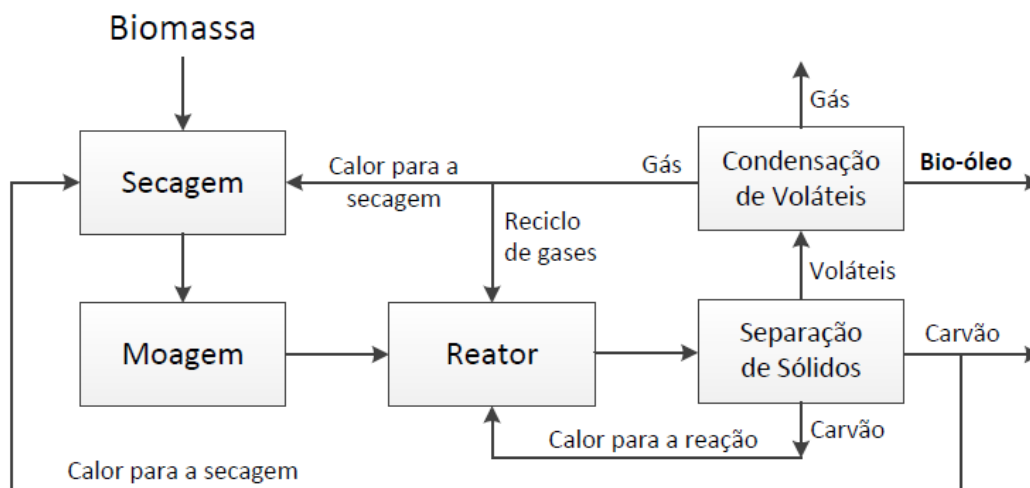 Biomassa
Gás
Secagem
Calor para a
secagem
Gás
Condensação
de Voláteis
Bio-óleo
Reciclo
de gases
Voláteis
Moagem
Reator
Separação
de Sólidos
Carvão
Calor para a reação
Carvão
Calor para a secagem